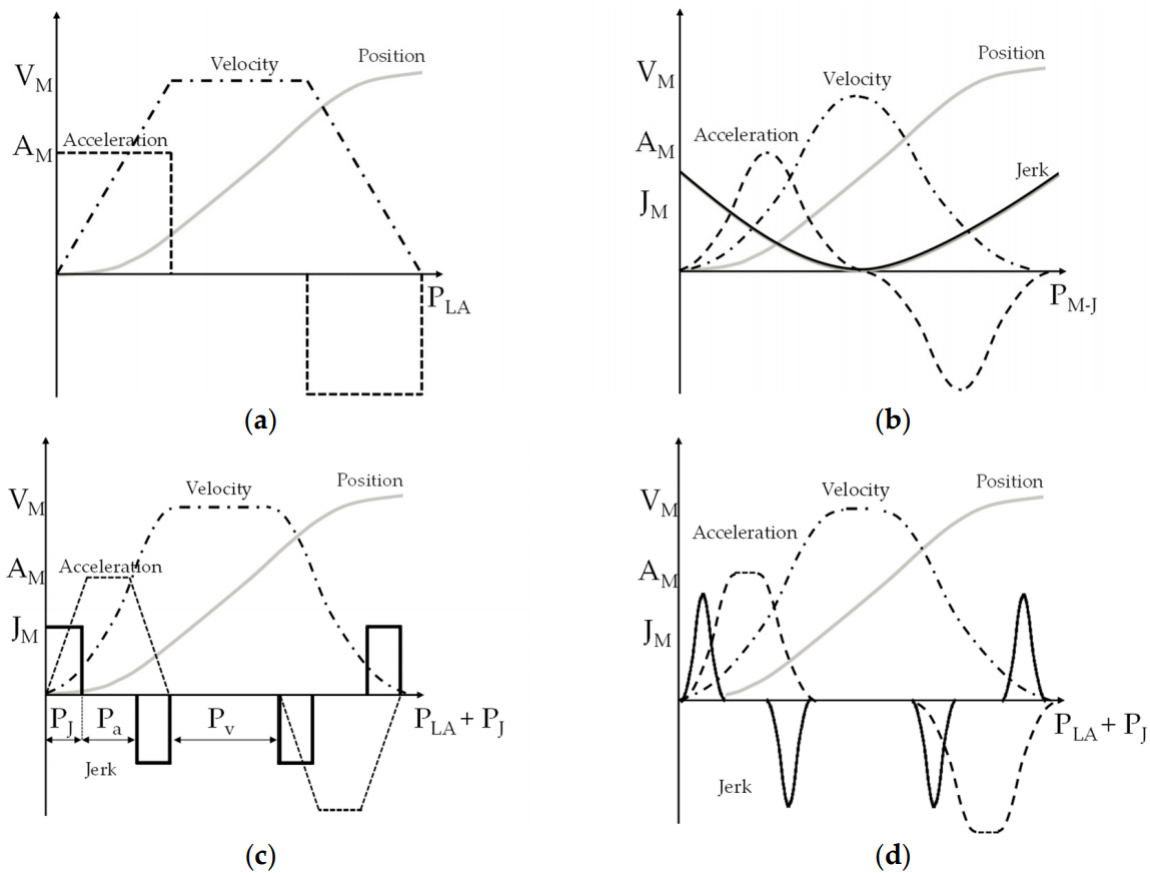 Position
V_M
Velocity
Acceleration
A_M
P_LA
(a)
Position
V_M
Velocity
Acceleration
A_M
Jerk
J_M
P_M-J
(b)
Position
V_M
Velocity
A_M
Acceleration
J_M
P_J P_a P_v P_LA + P_J
Jerk
(c)
Position
V_M
Velocity
Acceleration
A_M
J_M
P_LA + P_J
Jerk
(d)